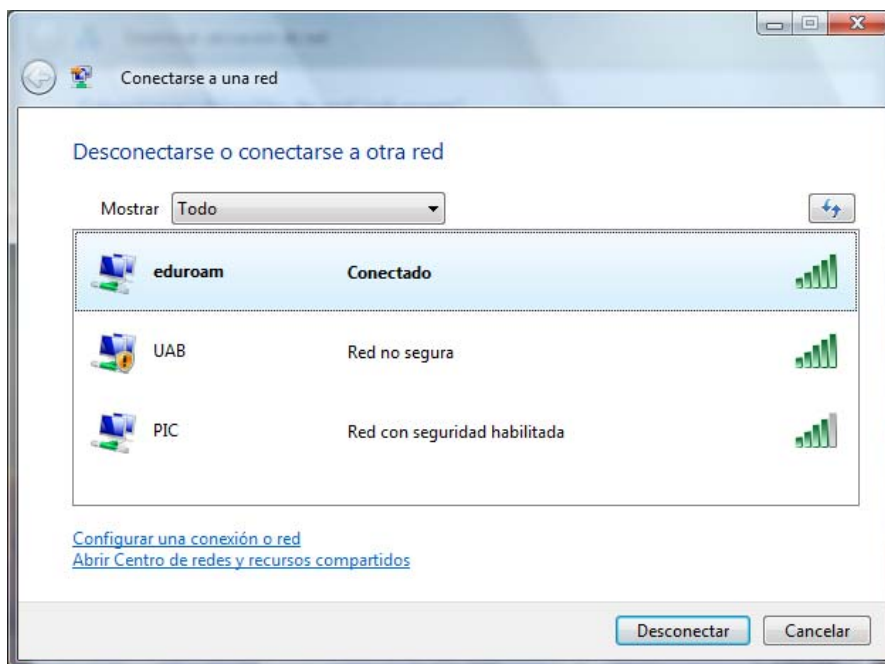 Conectarse a una red
Desconectarse o conectarse a otra red
Mostrar Todo
eduroam Conectado
UAB Red no segura
PIC Red con seguridad habilitada
Configurar una conexión o red
Abrir Centro de redes y recursos compartidos
Desconectar Cancelar